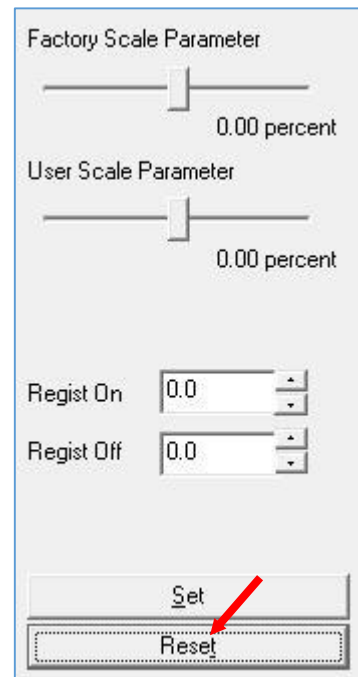 Factory Scale Parameter
0.00 percent
User Scale Parameter
0.00 percent
Regist On 0.0
Regist Off 0.0
Set
Reset